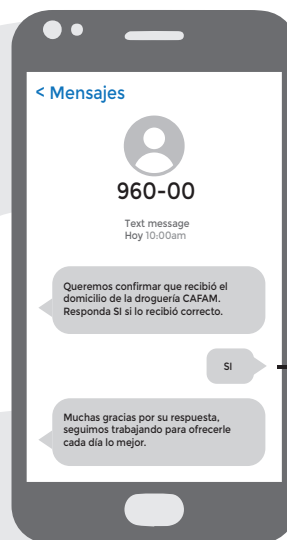 < Mensajes
960-00
Text message
Hoy 10:00am
Queremos confirmar que recibió el
domicilio de la droguería CAFAM.
Responda SI si lo recibió correcto.
SI
Muchas gracias por su respuesta,
seguimos trabajando para ofrecerle
cada día lo mejor.